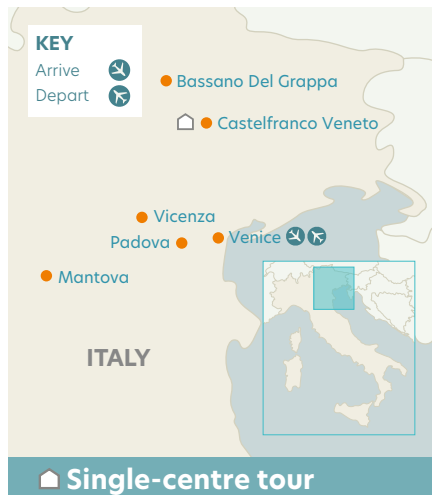 KEY
Arrive
Depart
Bassano Del Grappa
Castelfranco Veneto
Vicenza
Padova
Venice
Mantova
ITALY
Single-centre tour